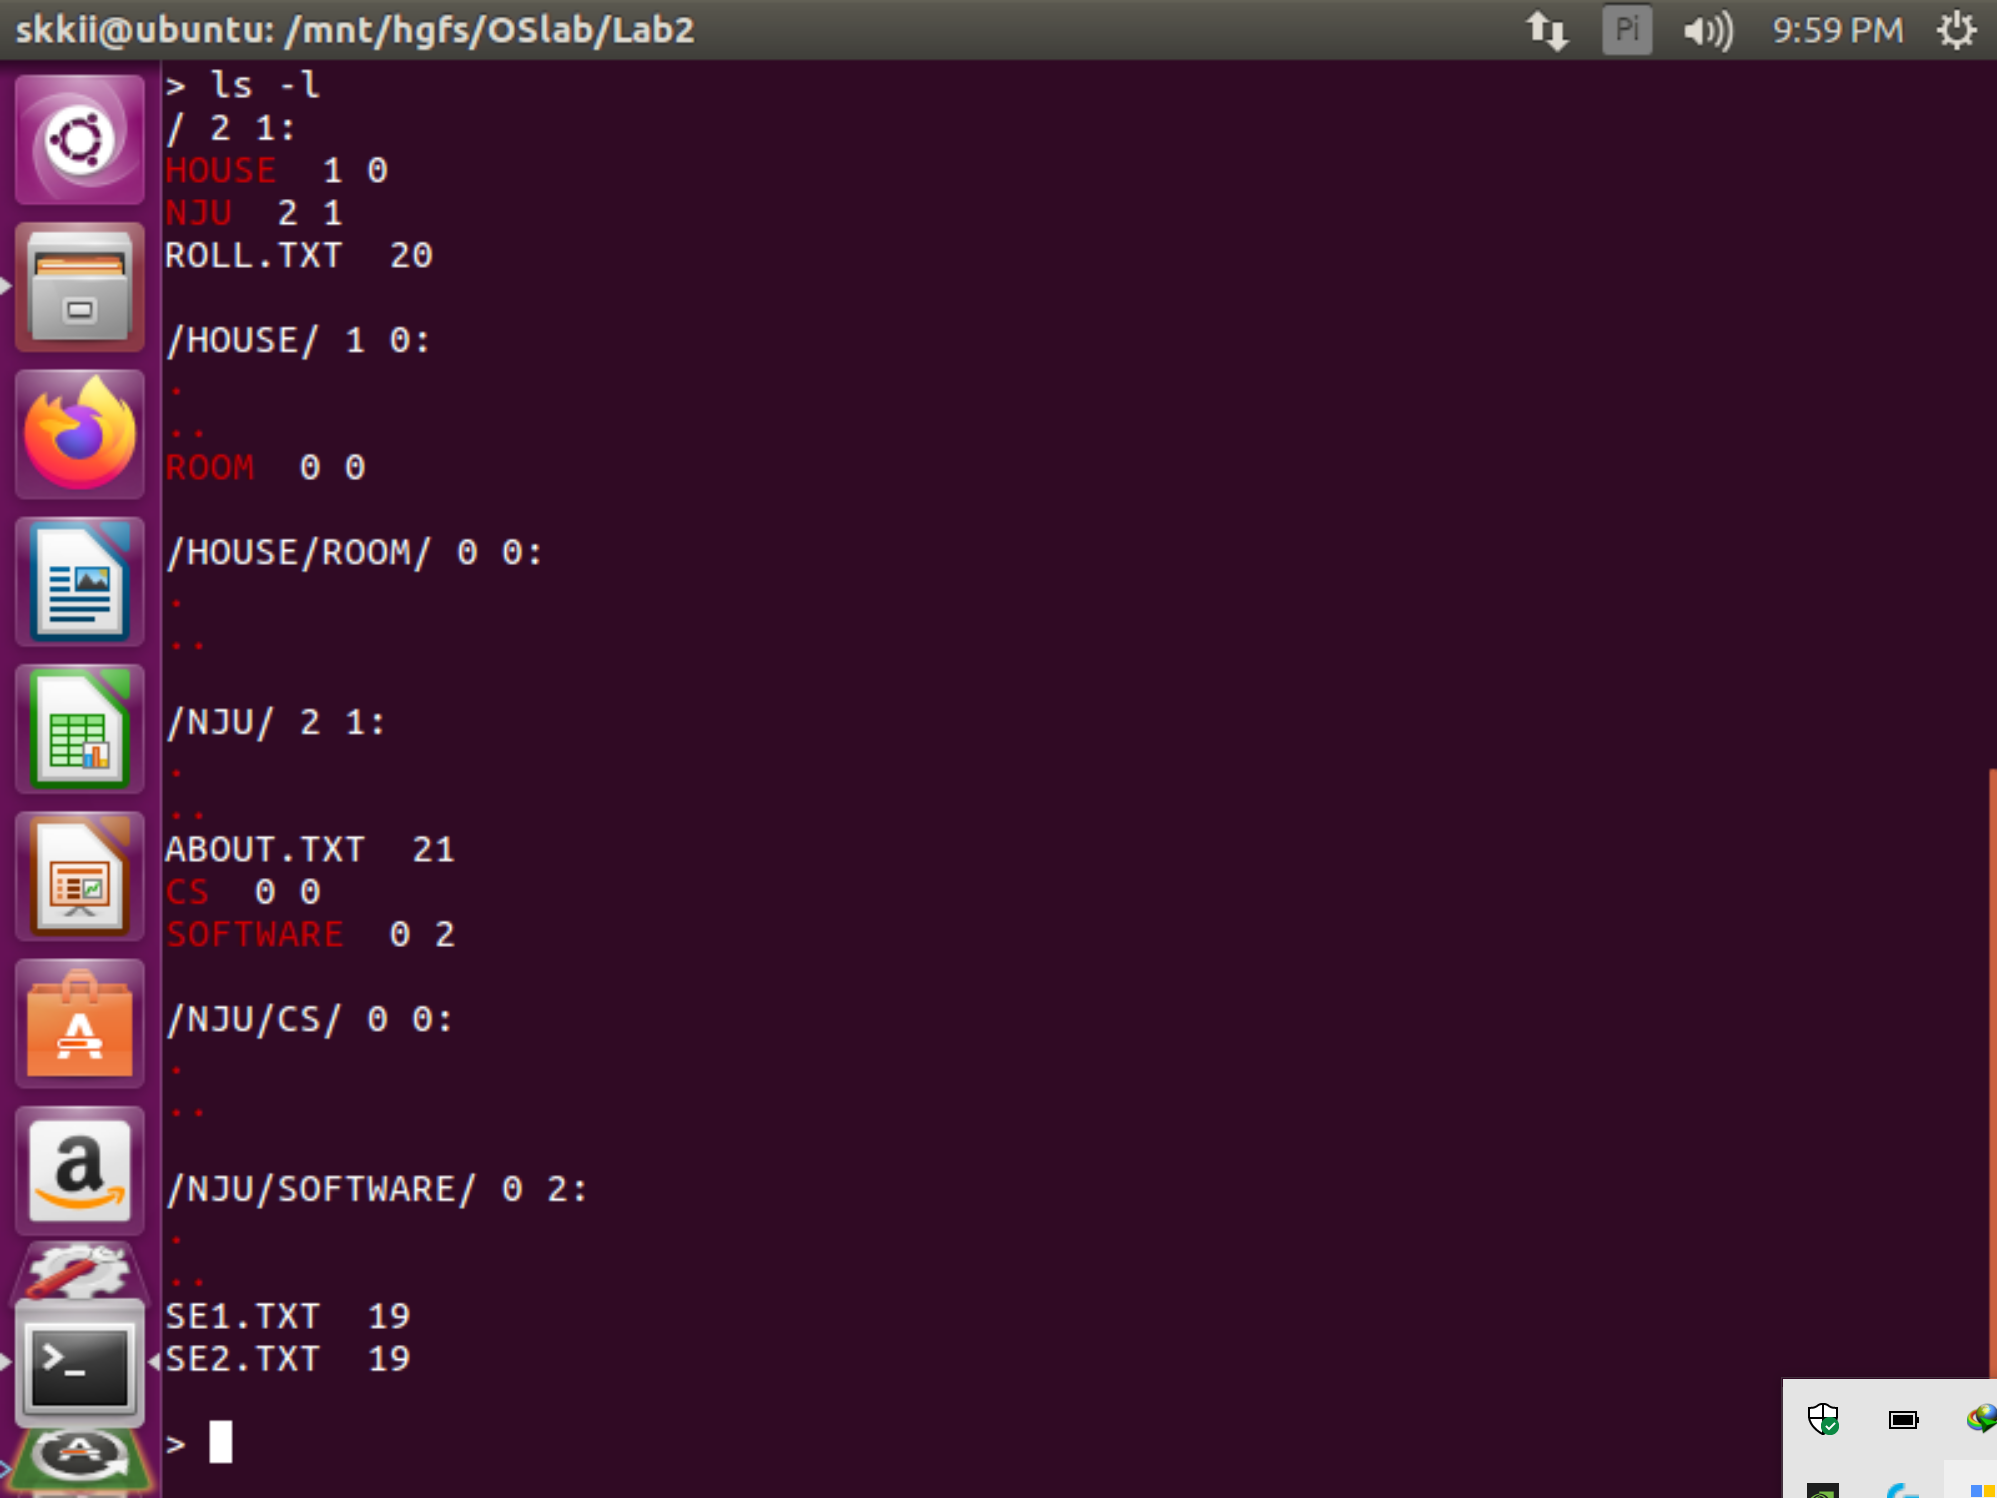 skkii@ubuntu: /mnt/hgfs/OSlab/Lab2
Pi
9:59 PM
> ls -l
/ 2 1:
HOUSE  1 0
NJU  2 1
ROLL.TXT  20
/HOUSE/ 1 0:
.
..
ROOM  0 0
/HOUSE/ROOM/ 0 0:
.
..
/NJU/ 2 1:
.
..
ABOUT.TXT  21
CS  0 0
SOFTWARE  0 2
/NJU/CS/ 0 0:
.
..
/NJU/SOFTWARE/ 0 2:
.
..
SE1.TXT  19
SE2.TXT  19
>